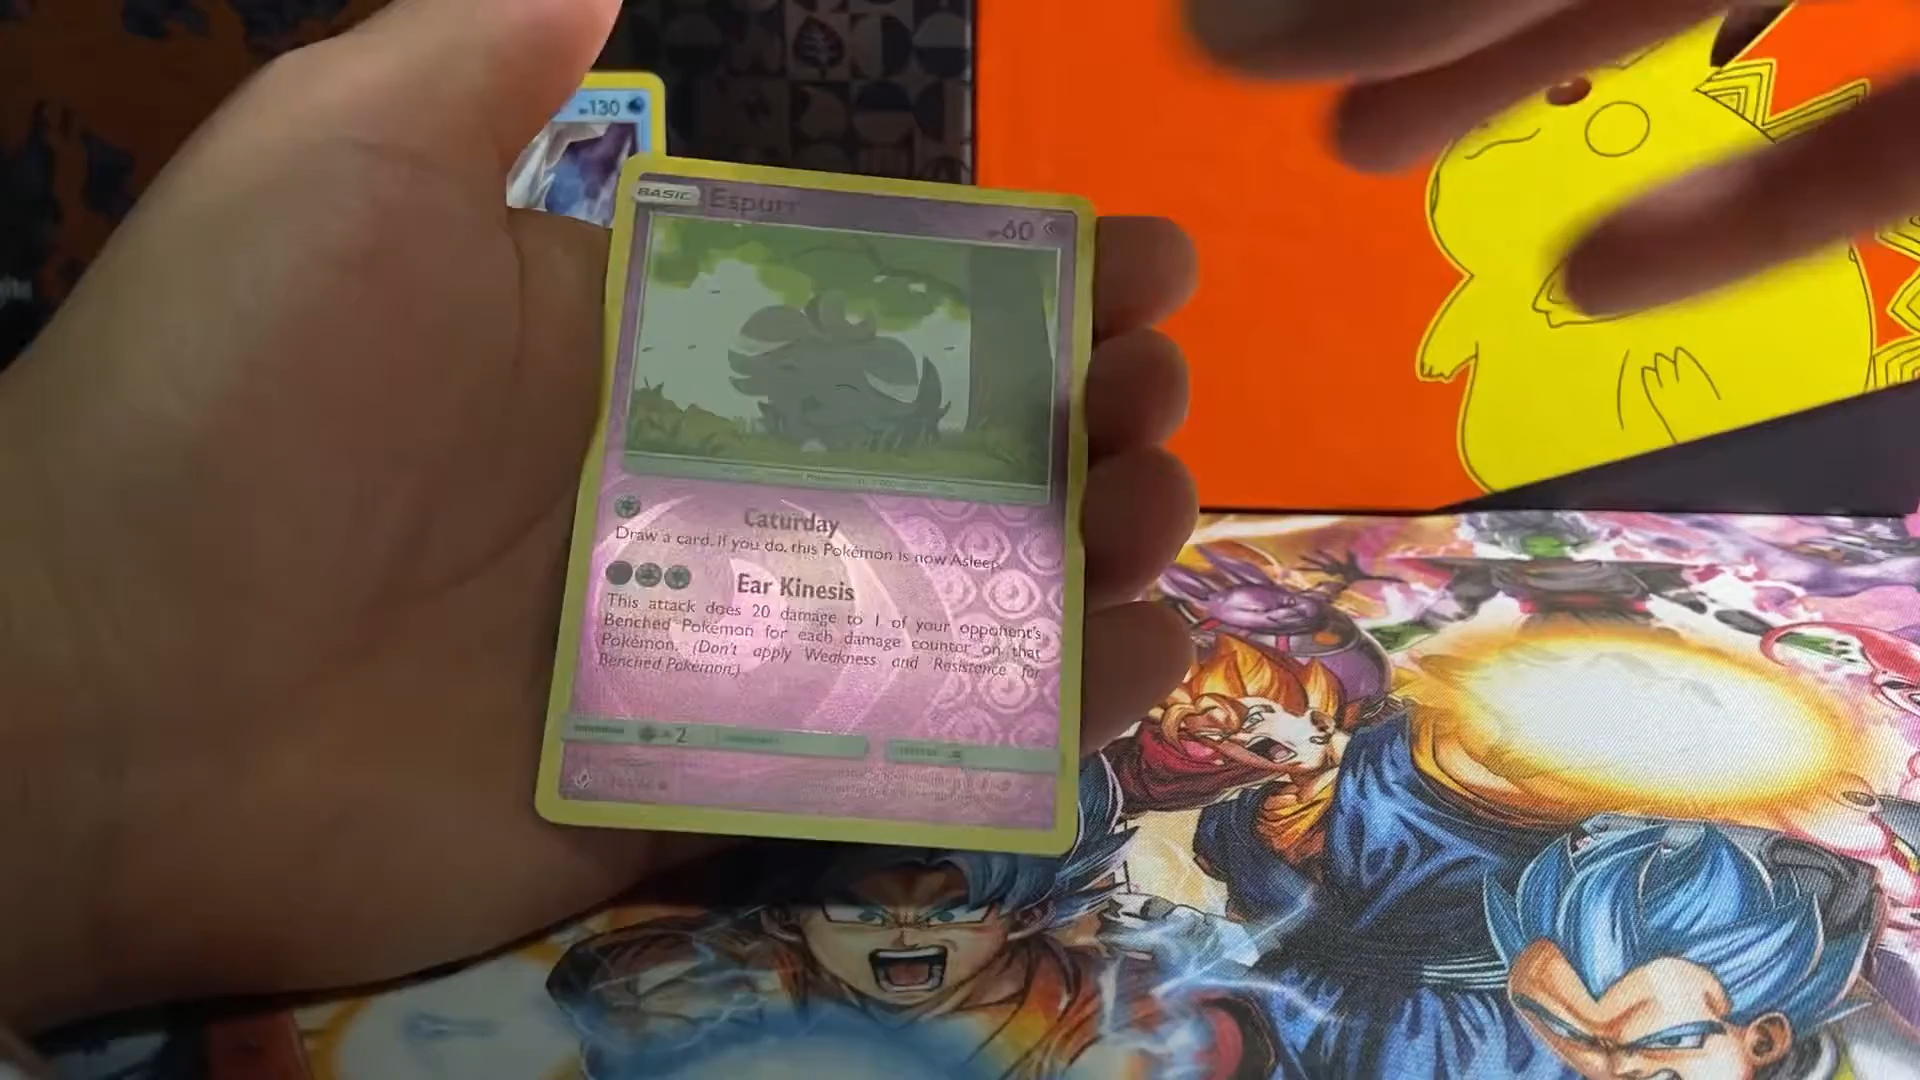 130
BASIC Espurr
60
Caturday
Draw a card. If you do, this Pokémon is now Asleep.
Ear Kinesis
This attack does 20 damage to 1 of your opponent's
Benched Pokémon for each damage counter on that
Pokémon. (Don't apply Weakness and Resistance for
Benched Pokémon.)
×2